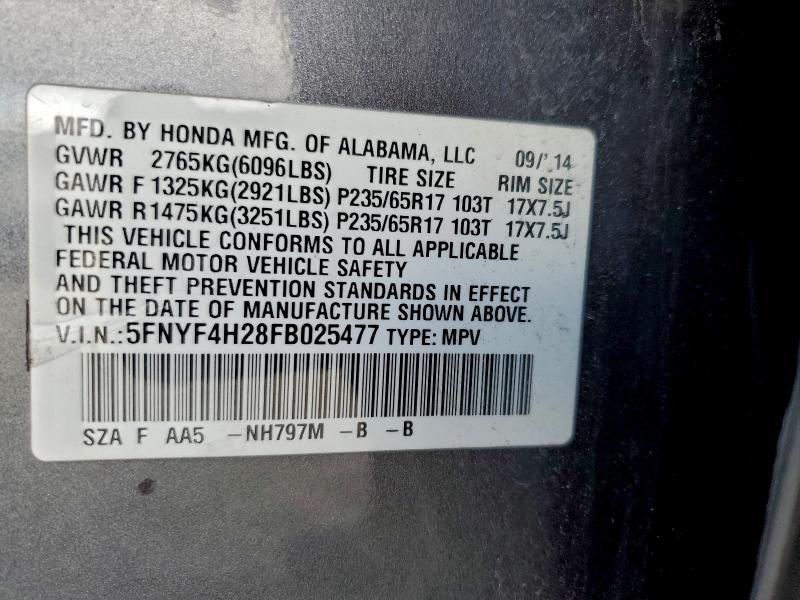 MFD. BY HONDA MFG. OF ALABAMA, LLC 09/'14
GVWR 2765KG(6096LBS) TIRE SIZE RIM SIZE
GAWR F 1325KG(2921LBS) P235/65R17 103T 17X7.5J
GAWR R1475KG(3251LBS) P235/65R17 103T 17X7.5J
THIS VEHICLE CONFORMS TO ALL APPLICABLE
FEDERAL MOTOR VEHICLE SAFETY
AND THEFT PREVENTION STANDARDS IN EFFECT
ON THE DATE OF MANUFACTURE SHOWN ABOVE.
V.I.N.:5FNYF4H28FB025477 TYPE: MPV
SZA F AA5 -NH797M -B -B